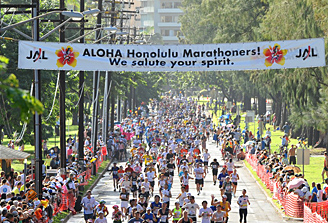 JAL ALOHA Honolulu Marathoners! JAL
We salute your spirit.